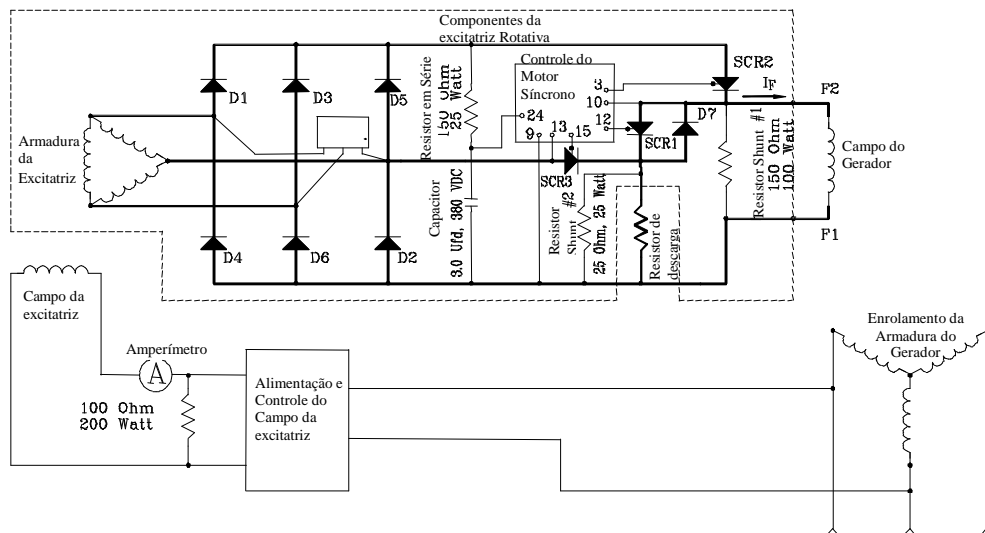 Componentes da
excitatriz Rotativa
Armadura
da
Excitatriz
D1
D3
D5
D4
D6
D2
Resistor em Série
150 Ohm
25 Watt
Capacitor
3.0 Ufd, 380 VDC
Controle do
Motor
Síncrono
3
10
12
24
9
13
15
SCR3
SCR1
D7
SCR2
IF
Resistor
Shunt #2
25 Ohm, 25 Watt
Resistor de
descarga
Resistor Shunt #1
150 Ohm
100 Watt
F2
Campo do
Gerador
F1
Campo da
excitatriz
Amperímetro
A
100 Ohm
200 Watt
Alimentação e
Controle do
Campo da
excitatriz
Enrolamento da
Armadura do
Gerador